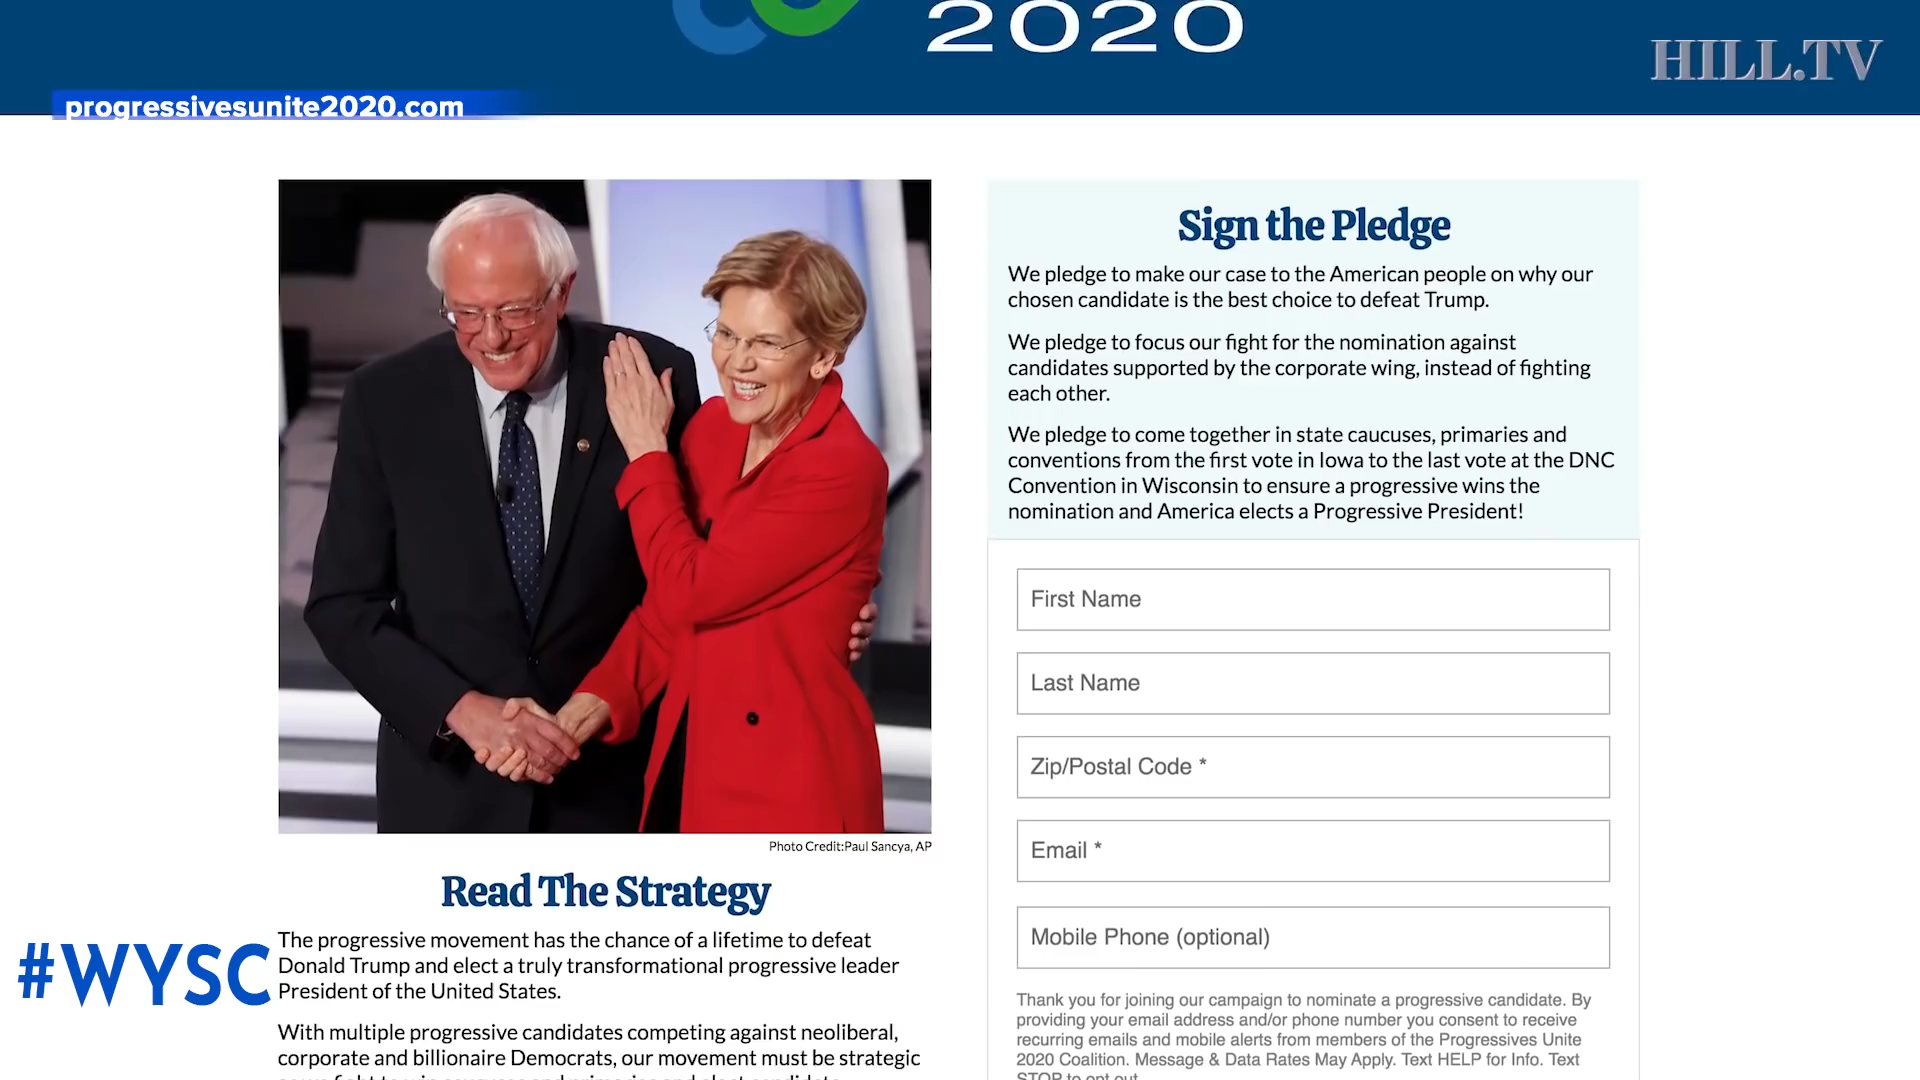 2020
HILL.TV
progressivesunite2020.com
Sign the Pledge
We pledge to make our case to the American people on why our
chosen candidate is the best choice to defeat Trump.
We pledge to focus our fight for the nomination against
candidates supported by the corporate wing, instead of fighting
each other.
We pledge to come together in state caucuses, primaries and
conventions from the first vote in Iowa to the last vote at the DNC
Convention in Wisconsin to ensure a progressive wins the
nomination and America elects a Progressive President!
First Name
Last Name
Zip/Postal Code *
Email *
Mobile Phone (optional)
Thank you for joining our campaign to nominate a progressive candidate. By
providing your email address and/or phone number you consent to receive
recurring emails and mobile alerts from members of the Progressives Unite
2020 Coalition. Message & Data Rates May Apply. Text HELP for Info. Text
STOP to opt out.
Photo Credit:Paul Sancya, AP
Read The Strategy
The progressive movement has the chance of a lifetime to defeat
Donald Trump and elect a truly transformational progressive leader
President of the United States.
With multiple progressive candidates competing against neoliberal,
corporate and billionaire Democrats, our movement must be strategic
#WYSC